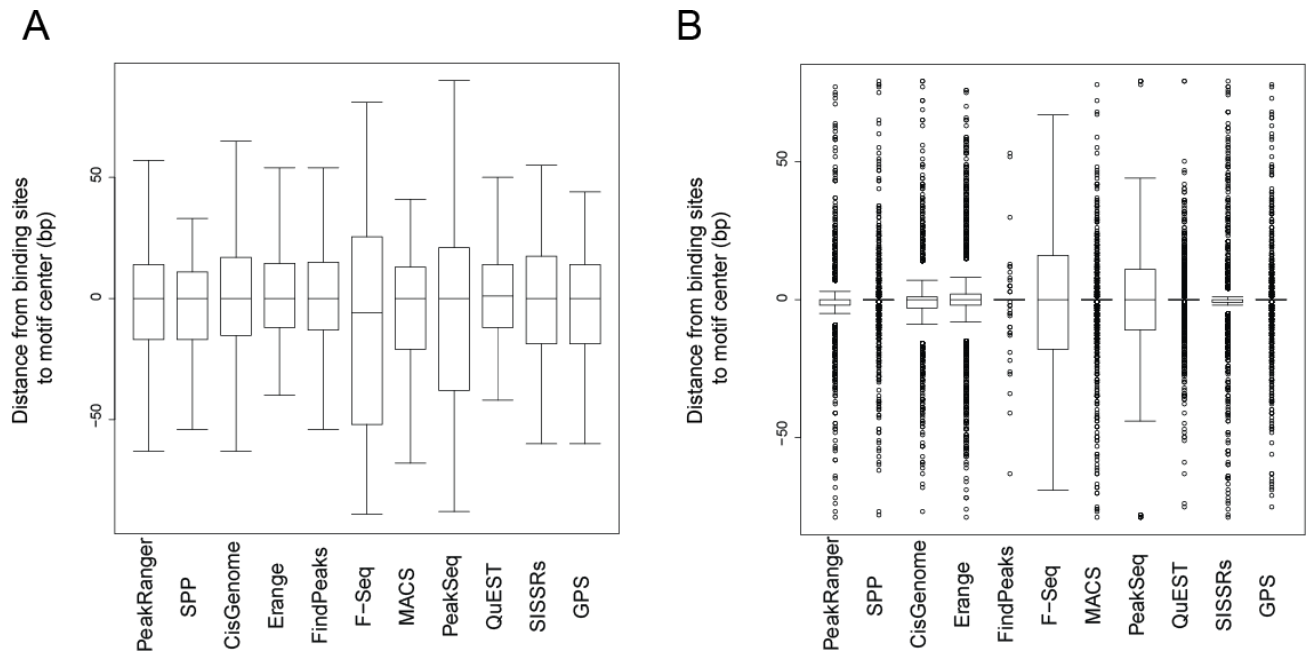 A
Distance from binding sites
to motif center (bp)
50
0
−50
PeakRanger
SPP
CisGenome
Erange
FindPeaks
F−Seq
MACS
PeakSeq
QuEST
SISSRs
GPS
B
Distance from binding sites
to motif center (bp)
50
0
−50
PeakRanger
SPP
CisGenome
Erange
FindPeaks
F−Seq
MACS
PeakSeq
QuEST
SISSRs
GPS